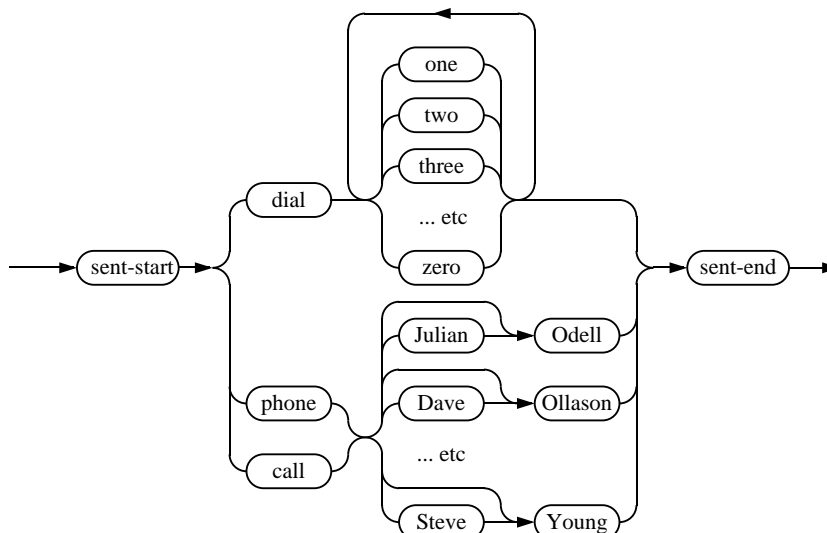 one
two
three
dial
... etc
sent-start
zero
sent-end
Julian
Odell
phone
Dave
Ollason
call
... etc
Steve
Young